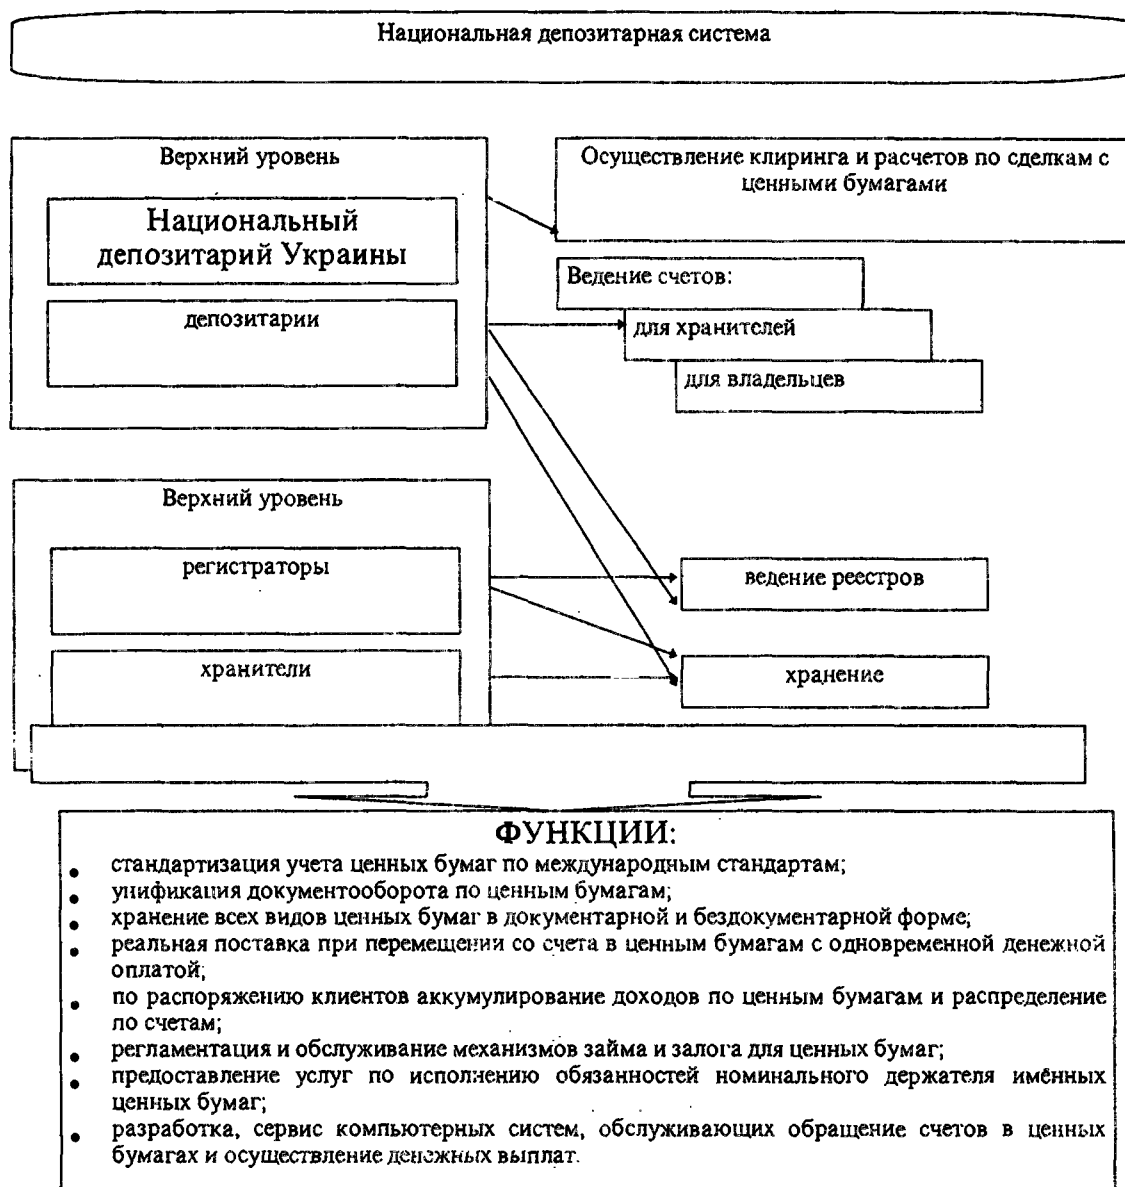 Национальная депозитарная система
Верхний уровень
Национальный
депозитарий Украины
депозитарии
Осуществление клиринга и расчетов по сделкам с
ценными бумагами
Ведение счетов:
для хранителей
для владельцев
Верхний уровень
регистраторы
хранители
ведение реестров
хранение
ФУНКЦИИ:
• стандартизация учета ценных бумаг по международным стандартам;
• унификация документооборота по ценным бумагам;
• хранение всех видов ценных бумаг в документарной и бездокументарной форме;
• реальная поставка при перемещении со счета в ценным бумагам с одновременной денежной
оплатой;
• по распоряжению клиентов аккумулирование доходов по ценным бумагам и распределение
по счетам;
• регламентация и обслуживание механизмов займа и залога для ценных бумаг;
• предоставление услуг по исполнению обязанностей номинального держателя имённых
ценных бумаг;
• разработка, сервис компьютерных систем, обслуживающих обращение счетов в ценных
бумагах и осуществление денежных выплат.